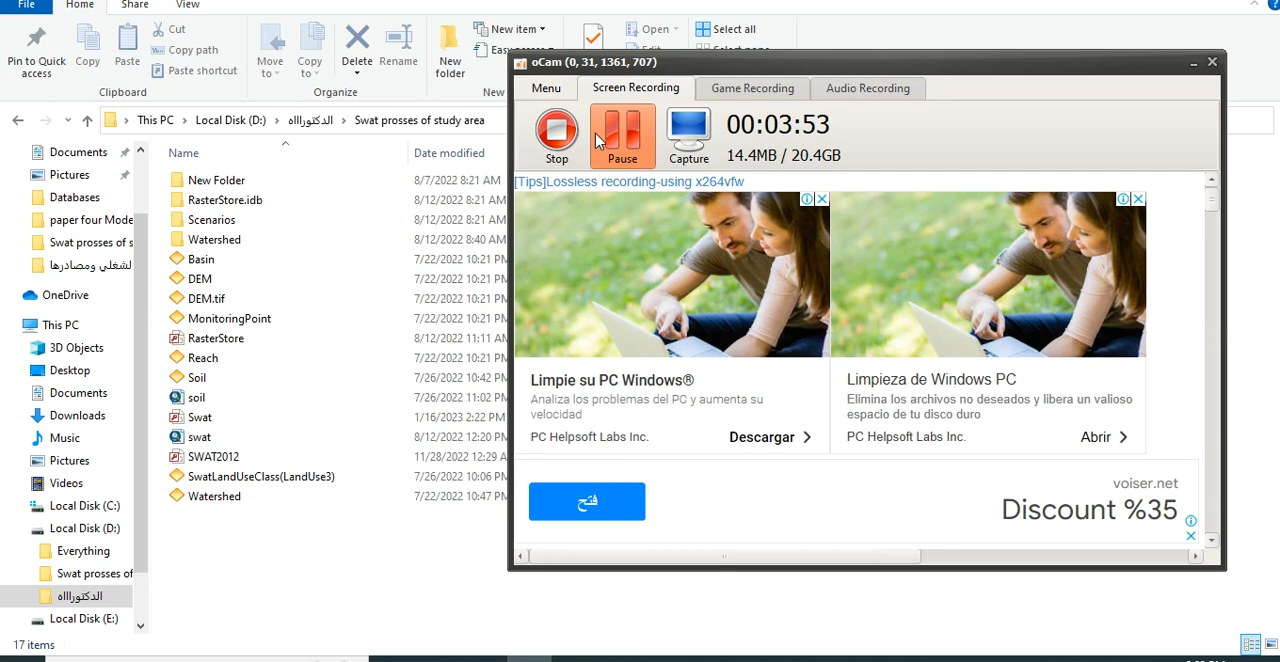 File
Home
Share
View
Pin to Quick access
Copy
Paste
Cut
Copy path
Paste shortcut
Clipboard
Move to
Copy to
Delete
Rename
Organize
New folder
New item
New
Open
Select all
This PC > Local Disk (D:) > الدكتوراااه > Swat prosses of study area
Documents
Pictures
Databases
paper four Mode
Swat prosses of s
لشغلي ومصادرها
OneDrive
This PC
3D Objects
Desktop
Documents
Downloads
Music
Pictures
Videos
Local Disk (C:)
Local Disk (D:)
Everything
Swat prosses of
الدكتوراااه
Local Disk (E:)
17 items
Name
Date modified
New Folder 8/7/2022 8:21 AM
RasterStore.idb 8/12/2022 8:21 AM
Scenarios 8/12/2022 8:21 AM
Watershed 8/12/2022 8:40 AM
Basin 7/22/2022 10:21 PM
DEM 7/22/2022 10:21 PM
DEM.tif 7/22/2022 10:21 PM
MonitoringPoint 7/22/2022 10:21 PM
RasterStore 8/12/2022 11:11 AM
Reach 7/22/2022 10:21 PM
Soil 7/26/2022 10:42 PM
soil 7/26/2022 11:02 PM
Swat 1/16/2023 2:22 PM
swat 8/12/2022 12:20 PM
SWAT2012 11/28/2022 12:29 A
SwatLandUseClass(LandUse3) 7/26/2022 10:06 PM
Watershed 7/22/2022 10:47 PM
oCam (0, 31, 1361, 707)
Menu
Screen Recording
Game Recording
Audio Recording
Stop
Pause
Capture
00:03:53
14.4MB / 20.4GB
[Tips]Lossless recording-using x264vfw
Limpie su PC Windows®
Analiza los problemas del PC y aumenta su
velocidad
PC Helpsoft Labs Inc.
Descargar
Limpieza de Windows PC
Elimina los archivos no deseados y libera un valioso
espacio de tu disco duro
PC Helpsoft Labs Inc.
Abrir
فتح
voiser.net
Discount %35